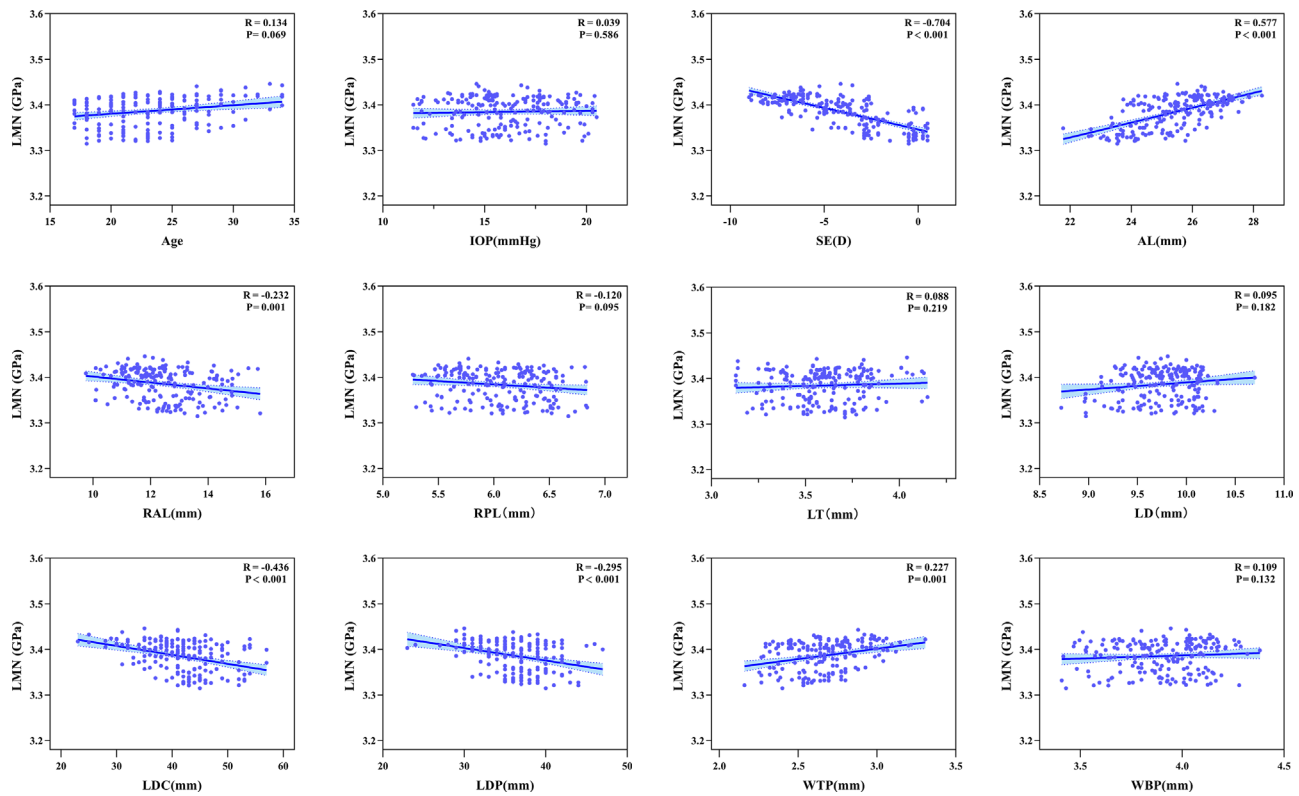 R = 0.134
P = 0.069
LMN (GPa)
3.6
3.5
3.4
3.3
3.2
15 20 25 30 35
Age
R = 0.039
P = 0.586
LMN (GPa)
3.6
3.5
3.4
3.3
3.2
10 15 20
IOP(mmHg)
R = -0.704
P < 0.001
LMN (GPa)
3.6
3.5
3.4
3.3
3.2
-10 -5 0
SE(D)
R = 0.577
P < 0.001
LMN (GPa)
3.6
3.5
3.4
3.3
3.2
22 24 26 28
AL(mm)
R = -0.232
P = 0.001
LMN (GPa)
3.6
3.5
3.4
3.3
3.2
10 12 14 16
RAL(mm)
R = -0.120
P = 0.095
LMN (GPa)
3.6
3.5
3.4
3.3
3.2
5.0 5.5 6.0 6.5 7.0
RPL(mm)
R = 0.088
P = 0.219
LMN (GPa)
3.6
3.5
3.4
3.3
3.2
3.0 3.5 4.0
LT(mm)
R = 0.095
P = 0.182
LMN (GPa)
3.6
3.5
3.4
3.3
3.2
8.5 9.0 9.5 10.0 10.5 11.0
LD(mm)
R = -0.436
P < 0.001
LMN (GPa)
3.6
3.5
3.4
3.3
3.2
20 30 40 50 60
LDC(mm)
R = -0.295
P < 0.001
LMN (GPa)
3.6
3.5
3.4
3.3
3.2
20 30 40 50
LDP(mm)
R = 0.227
P = 0.001
LMN (GPa)
3.6
3.5
3.4
3.3
3.2
2.0 2.5 3.0 3.5
WTP(mm)
R = 0.109
P = 0.132
LMN (GPa)
3.6
3.5
3.4
3.3
3.2
3.5 4.0 4.5
WBP(mm)